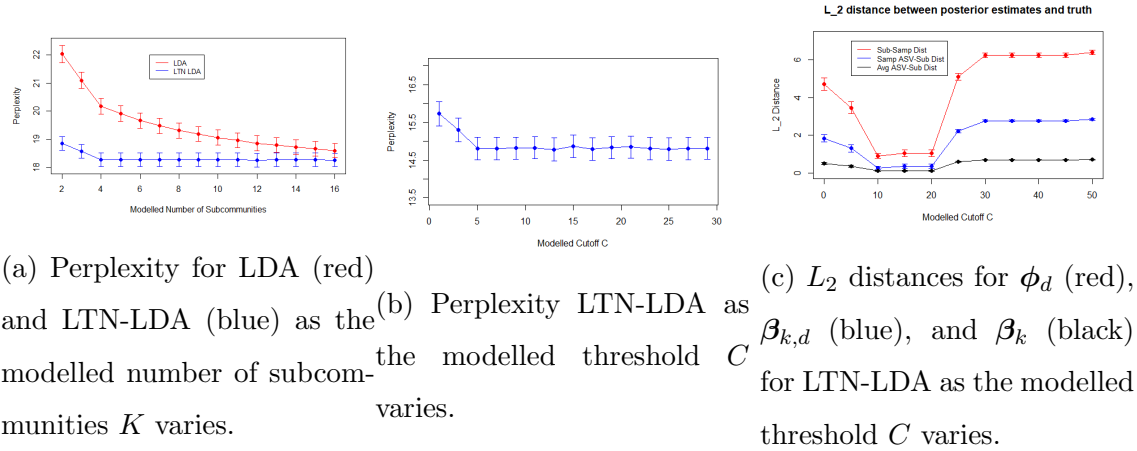 L_2 distance between posterior estimates and truth
Perplexity
22
21
20
19
18
LDA
LTN LDA
2
4
6
8
10
12
14
16
Modelled Number of Subcommunities
Perplexity
16.5
15.5
14.5
13.5
0
5
10
15
20
25
30
Modelled Cutoff C
L_2 Distance
6
4
2
0
Sub-Samp Dist
Samp ASV-Sub Dist
Avg ASV-Sub Dist
0
10
20
30
40
50
Modelled Cutoff C
(a) Perplexity for LDA (red)
and LTN-LDA (blue) as the
modelled number of subcom-
munities K varies.
(b) Perplexity LTN-LDA as
the modelled threshold C
varies.
(c) L₂ distances for ϕ_d (red),
β_{k,d} (blue), and β_k (black)
for LTN-LDA as the modelled
threshold C varies.